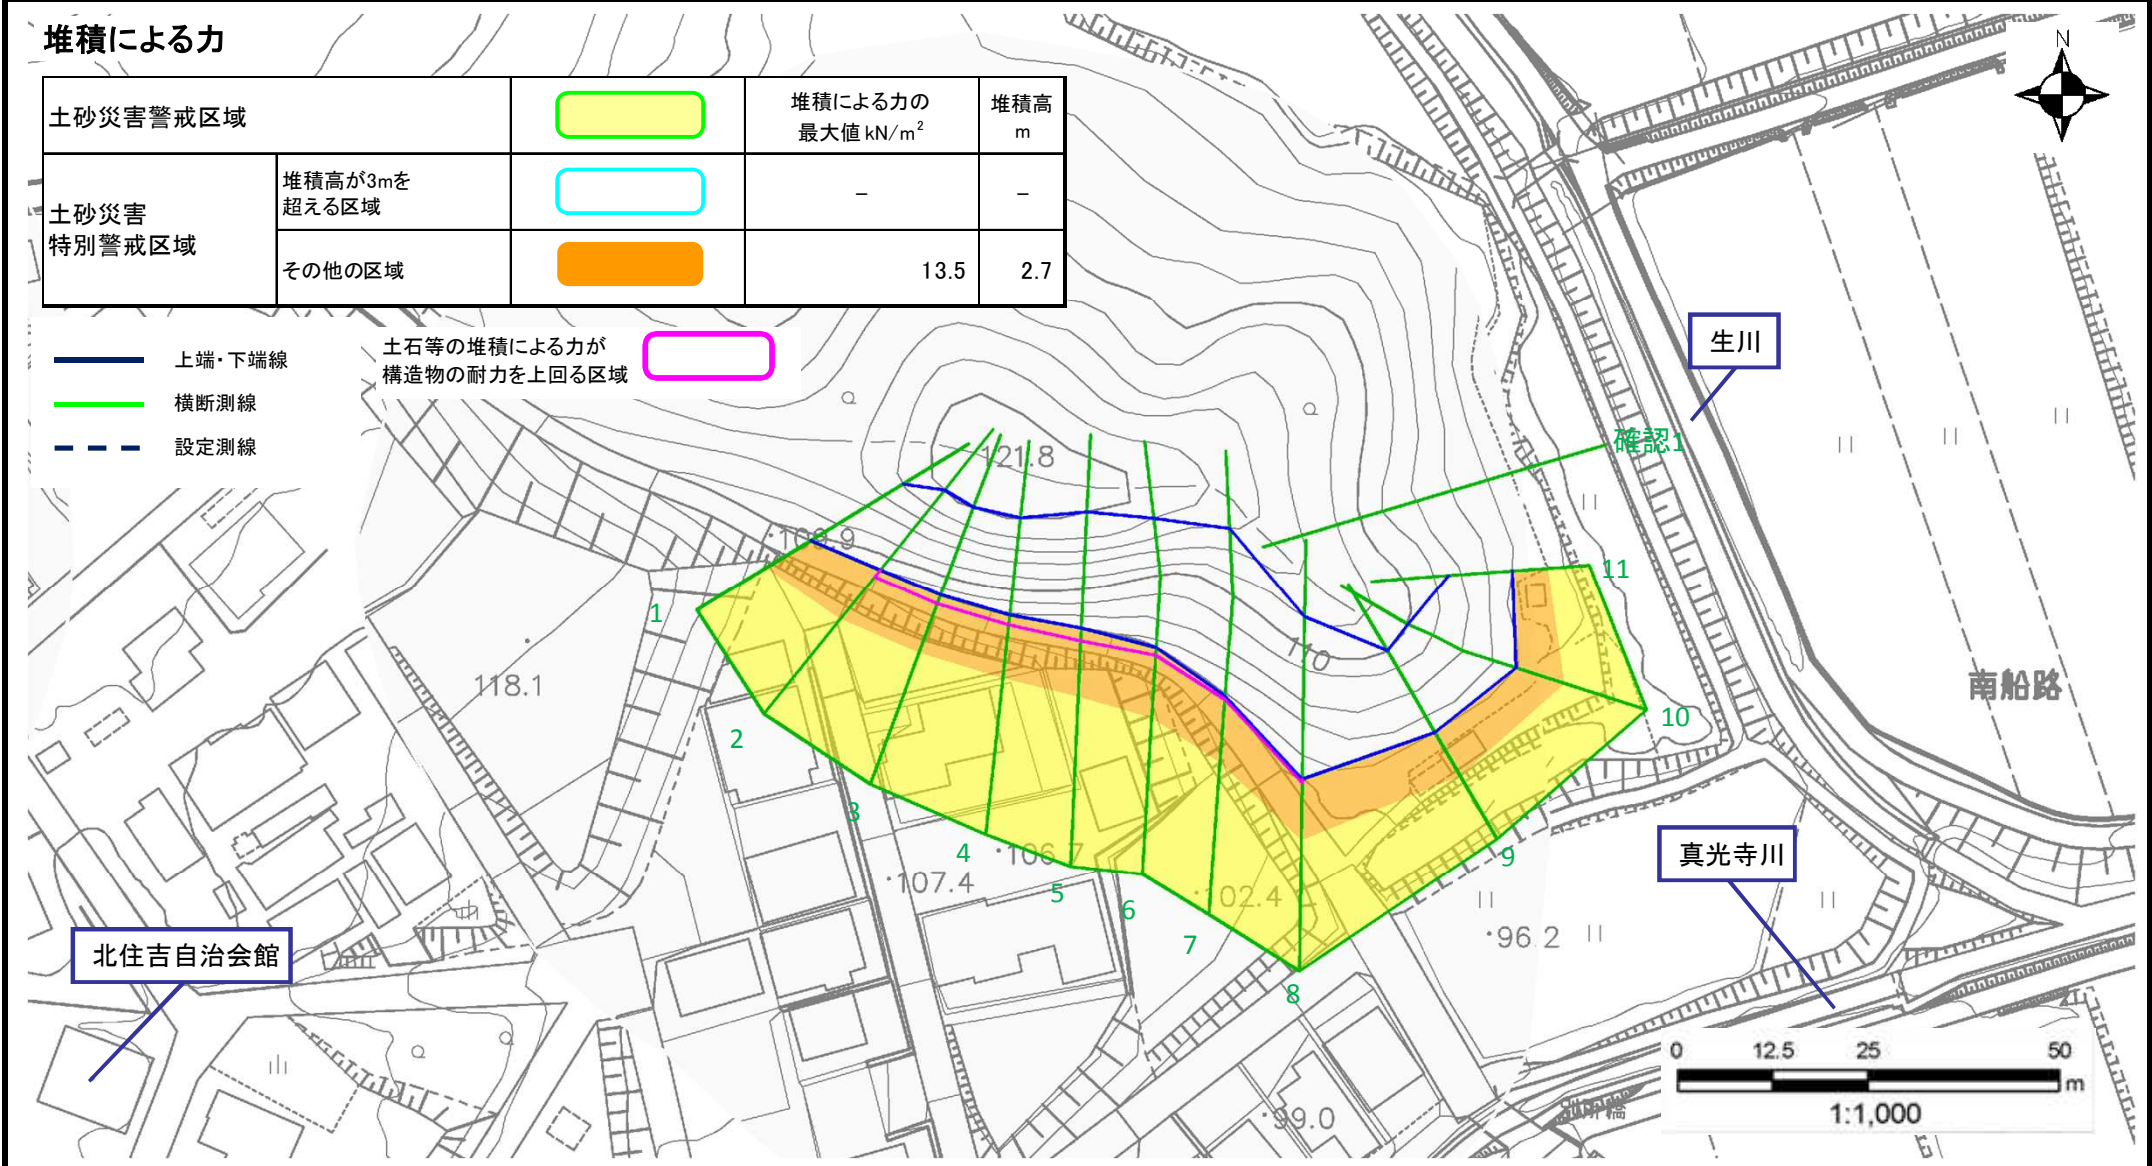 堆積による力
土砂災害警戒区域
堆積による力の
最大値 kN/m²
堆積高
m
土砂災害
特別警戒区域
堆積高が3mを
超える区域
－
－
その他の区域
13.5
2.7
上端・下端線
横断測線
設定測線
土石等の堆積による力が
構造物の耐力を上回る区域
N
生川
確認1
121.8
109.9
110
118.1
1
2
3
4
5
6
7
8
9
10
11
106.7
107.4
102.4
96.2
99.0
南船路
真光寺川
北住吉自治会館
0 12.5 25 50
m
1:1,000